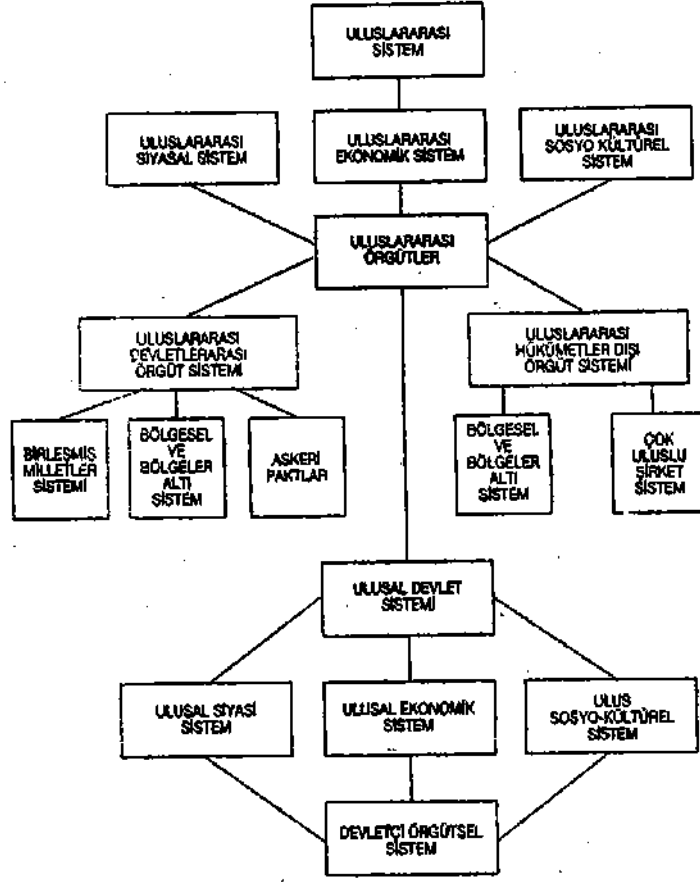 ULUSLARARASI
SİSTEM
ULUSLARARASI
SİYASAL SİSTEM
ULUSLARARASI
EKONOMİK SİSTEM
ULUSLARARASI
SOSYO KÜLTÜREL
SİSTEM
ULUSLARARASI
ÖRGÜTLER
ULUSLARARASI
DEVLETLERARASI
ÖRGÜT SİSTEMİ
ULUSLARARASI
HÜKÜMETLER DIŞI
ÖRGÜT SİSTEMİ
BİRLEŞMİŞ
MİLLETLER
SİSTEMİ
BÖLGESEL
VE
BÖLGELER
ALTI
SİSTEM
ASKERİ
PAKTLAR
BÖLGESEL
VE
BÖLGELER
ALTI
SİSTEM
ÇOK
ULUSLU
ŞİRKET
SİSTEM
ULUSAL DEVLET
SİSTEMİ
ULUSAL SİYASİ
SİSTEM
ULUSAL EKONOMİK
SİSTEM
ULUS
SOSYO-KÜLTÜREL
SİSTEM
DEVLETÇİ ÖRGÜTSEL
SİSTEM